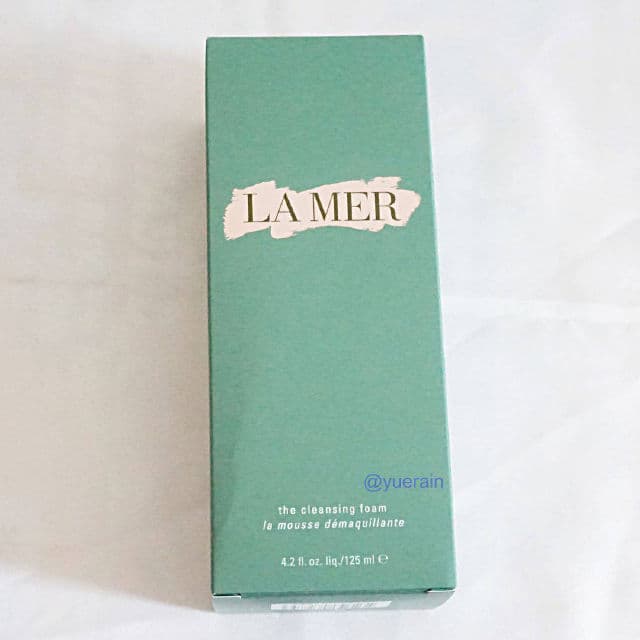 LA MER
@yuerain
the cleansing foam
la mousse démaquillante
4.2 fl. oz. liq./125 ml ℮